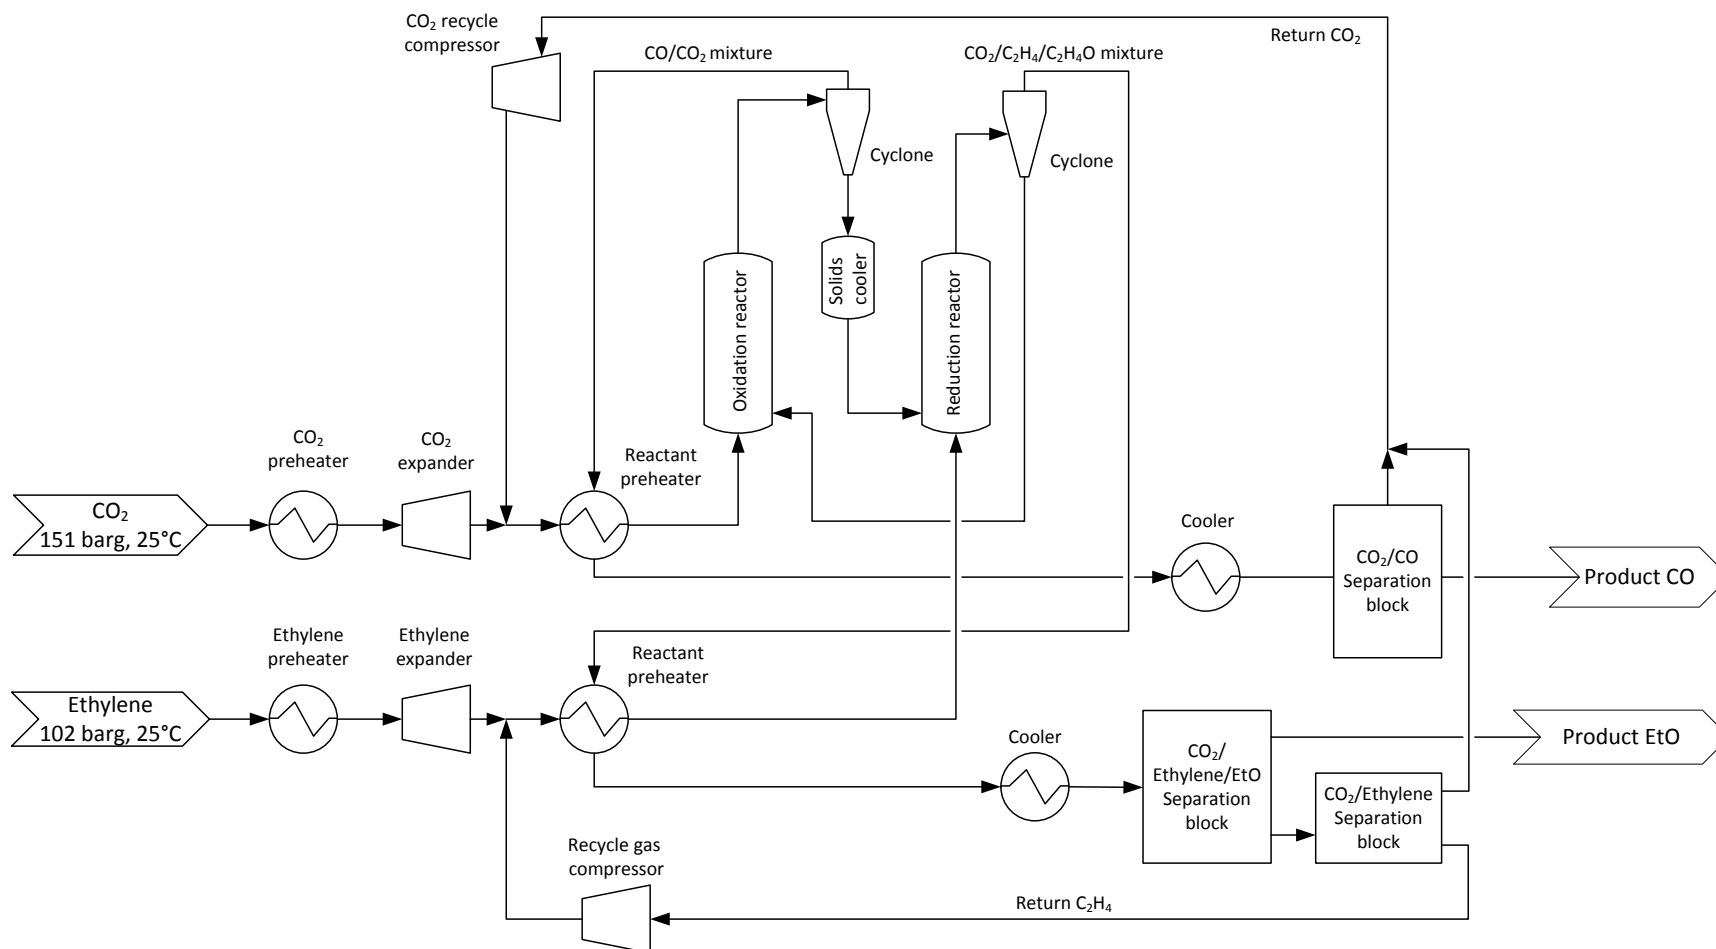 CO₂ recycle
compressor
Return CO₂
CO/CO₂ mixture
CO₂/C₂H₄/C₂H₄O mixture
Cyclone
Cyclone
Solids
cooler
Oxidation reactor
Reduction reactor
CO₂
preheater
CO₂
expander
Reactant
preheater
CO₂
151 barg, 25°C
Cooler
CO₂/CO
Separation
block
Product CO
Ethylene
preheater
Ethylene
expander
Reactant
preheater
Ethylene
102 barg, 25°C
Cooler
CO₂/
Ethylene/EtO
Separation
block
Product EtO
CO₂/Ethylene
Separation
block
Recycle gas
compressor
Return C₂H₄